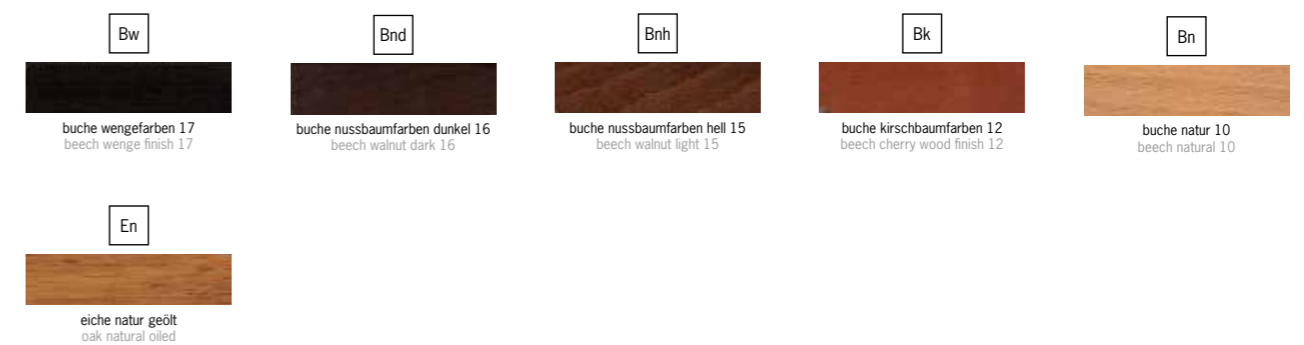 Bw
buche wengefarben 17
beech wenge finish 17
Bnd
buche nussbaumfarben dunkel 16
beech walnut dark 16
Bnh
buche nussbaumfarben hell 15
beech walnut light 15
Bk
buche kirschbaumfarben 12
beech cherry wood finish 12
Bn
buche natur 10
beech natural 10
En
eiche natur geölt
oak natural oiled